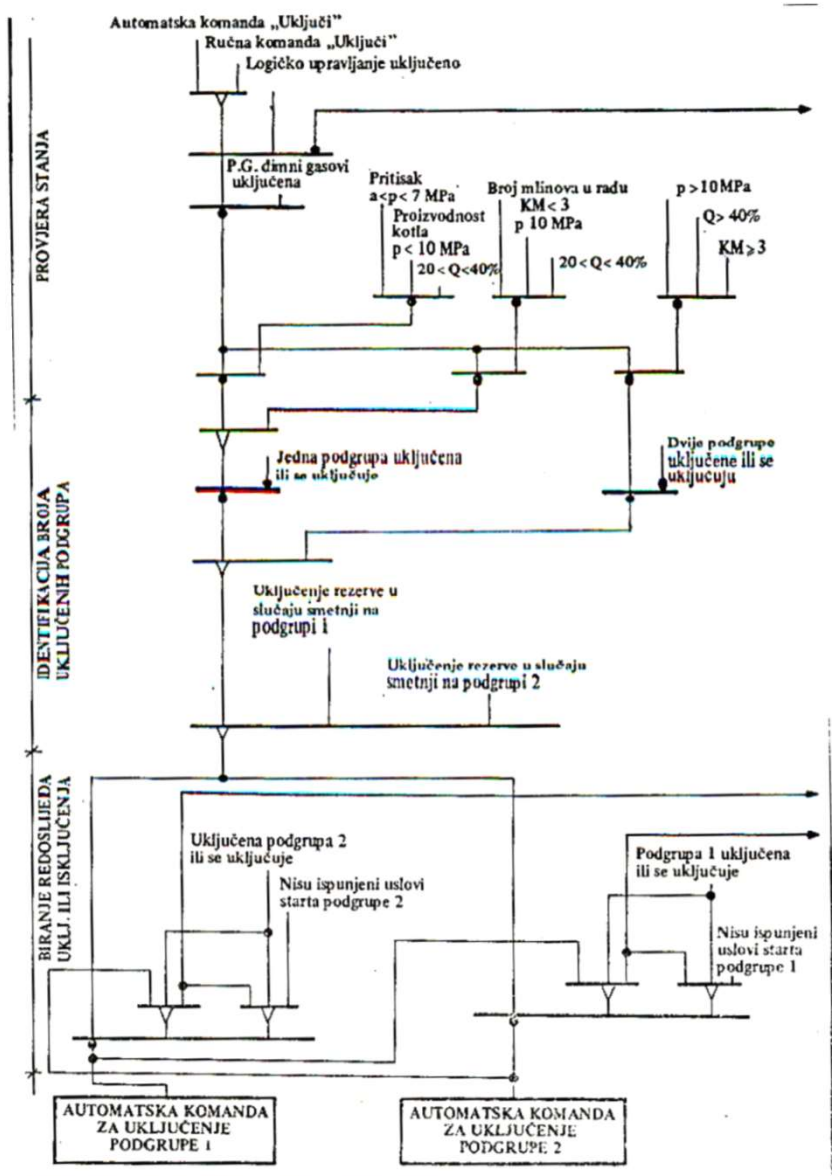 Automatska komanda „Uključi”
Ručna komanda „Uključi”
Logičko upravljanje uključeno
PROVJERA STANJA
P.G. dimni gasovi
uključena
Pritisak
a<p< 7 MPa
Proizvodnost
kotla
p< 10 MPa
20 < Q<40%
Broj mlinova u radu
KM< 3
p 10 MPa
20 <Q< 40%
p >10 MPa
Q> 40%
KM⩾3
IDENTIFIKACIJA BROJA
UKLJUČENIH PODGRUPA
Jedna podgrupa uključena
ili se uključuje
Dvije podgrupe
uključene ili se
uključuju
Uključenje rezerve u
slučaju smetnji na
podgrupi 1
Uključenje rezerve u slučaju
smetnji na podgrupi 2
BIRANJE REDOSLIJEDA
UKLJ. ILI ISKLJUČENJA
Uključena podgrupa 2
ili se uključuje
Nisu ispunjeni uslovi
starta podgrupe 2
Podgrupa 1 uključena
ili se uključuje
Nisu ispunjeni
uslovi starta
podgrupe 1
AUTOMATSKA KOMANDA
ZA UKLJUČENJE
PODGRUPE 1
AUTOMATSKA KOMANDA
ZA UKLJUČENJE
PODGRUPE 2